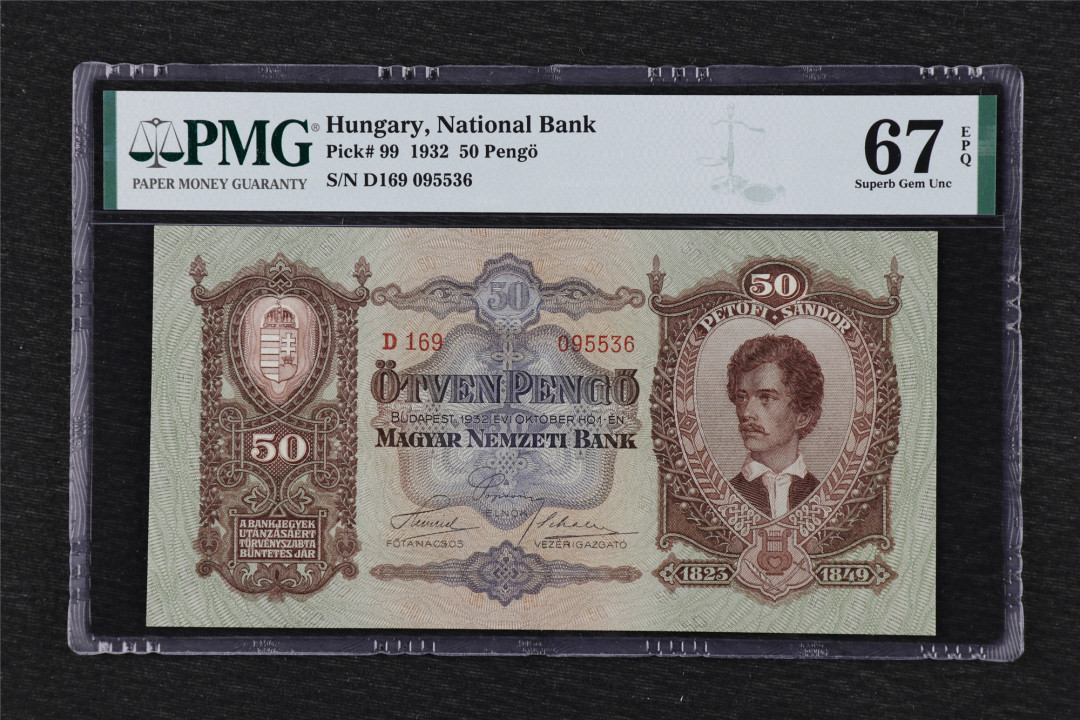 PMG®
PAPER MONEY GUARANTY
Hungary, National Bank
Pick# 99 1932 50 Pengö
S/N D169 095536
67
EPQ
Superb Gem Unc
50
50
PETŐFI · SÁNDOR
D 169 095536
ÖTVEN PENGŐ
BUDAPEST, 1932 ÉVI OKTÓBER HÓ 1-ÉN
MAGYAR NEMZETI BANK
50
ELNÖK
FŐTANÁCSOS VEZÉRIGAZGATÓ
A BANKJEGYEK
UTÁNZÁSÁÉRT
TÖRVÉNYSZABTA
BÜNTETÉS JÁR
1823 1849